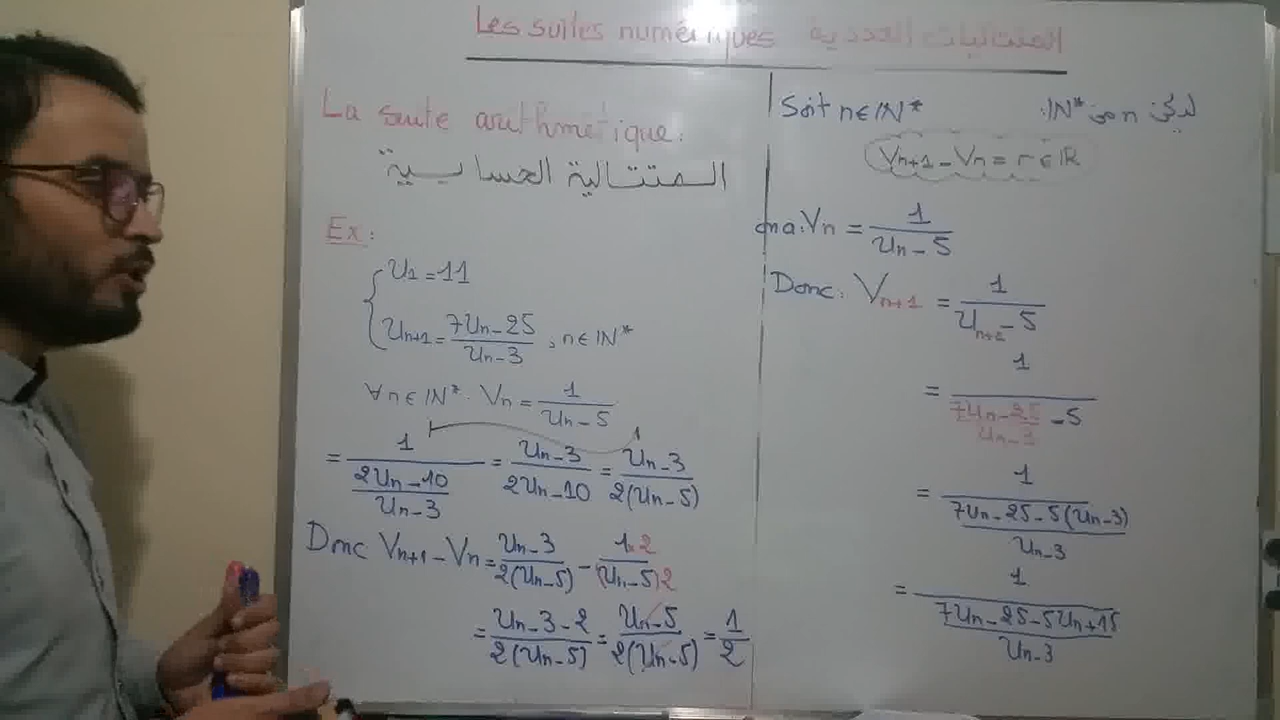 Les suites numériques المتتاليات العددية
La suite arithmétique:
المتتالية الحسابية
Ex:
U₁ = 11
Uₙ₊₁ = (7Uₙ - 25)/(Uₙ - 3), n ∈ IN*
∀n ∈ IN* . Vₙ = 1/(Uₙ - 5)
Soit n ∈ IN* ليكن n من IN*.
Vₙ₊₁ - Vₙ = r ∈ IR
on a: Vₙ = 1/(Uₙ - 5)
Donc: Vₙ₊₁ = 1/(Uₙ₊₁ - 5)
= 1/((7Uₙ - 25)/(Uₙ - 3) - 5)
= 1/((7Uₙ - 25 - 5(Uₙ - 3))/(Uₙ - 3))
= 1/((7Uₙ - 25 - 5Uₙ + 15)/(Uₙ - 3))
= 1/((2Uₙ - 10)/(Uₙ - 3)) = (Uₙ - 3)/(2Uₙ - 10) = (Uₙ - 3)/(2(Uₙ - 5))
Donc Vₙ₊₁ - Vₙ = (Uₙ - 3)/(2(Uₙ - 5)) - (1×2)/((Uₙ - 5)2)
= (Uₙ - 3 - 2)/(2(Uₙ - 5)) = (Uₙ - 5)/(2(Uₙ - 5)) = 1/2